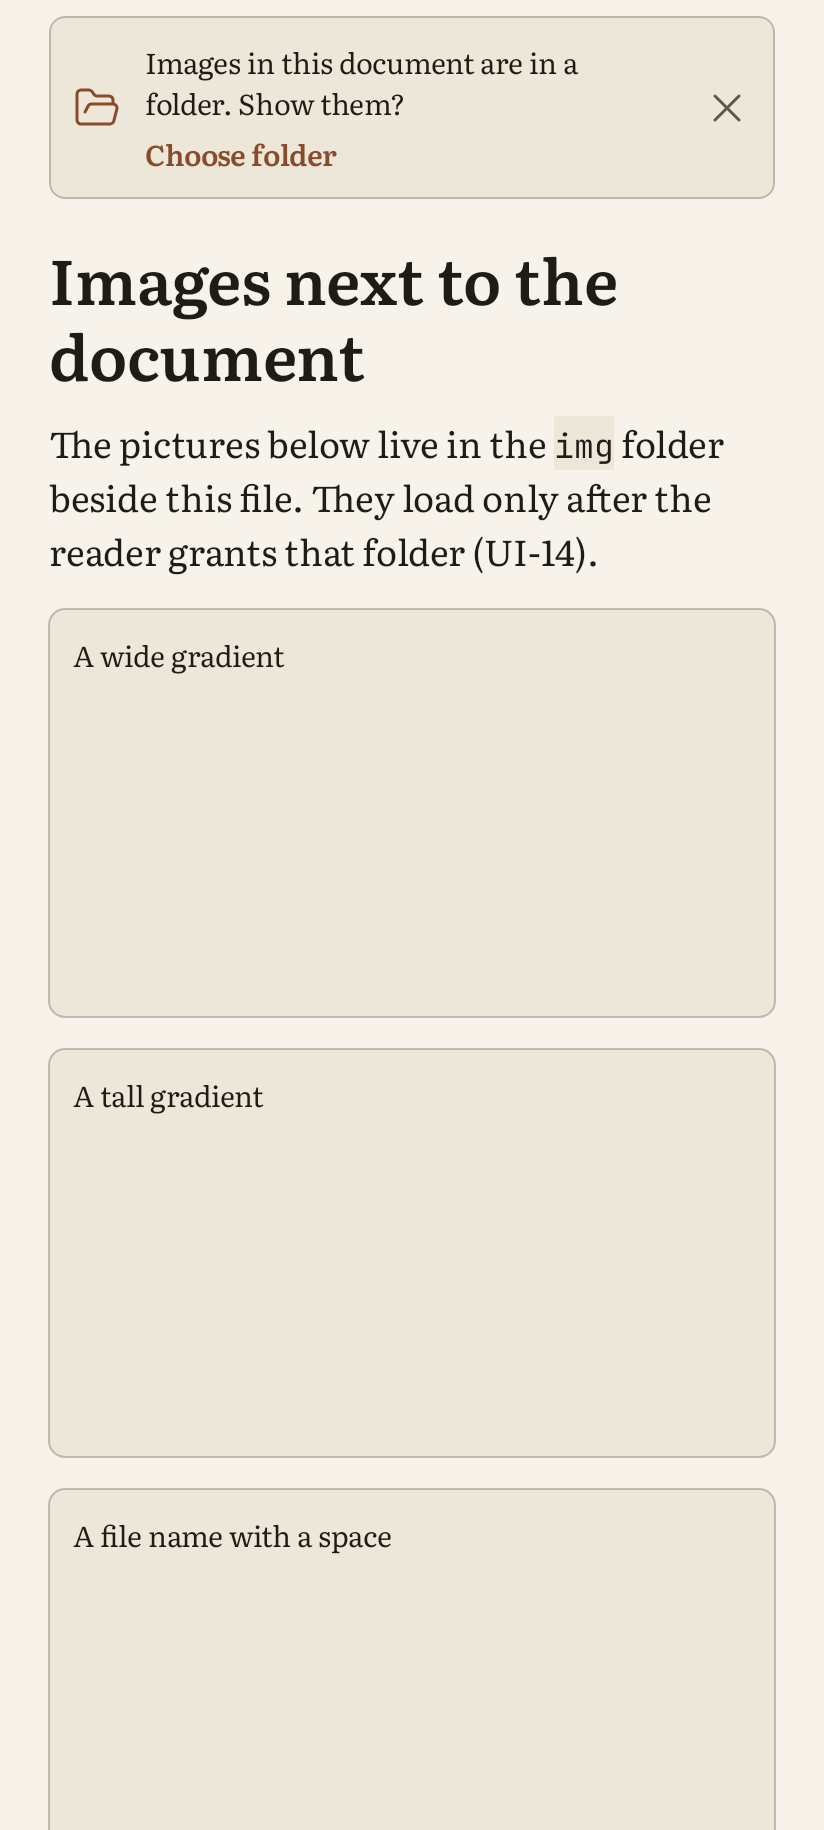 Images in this document are in a
folder. Show them?
Choose folder
Images next to the
document
The pictures below live in the img folder
beside this file. They load only after the
reader grants that folder (UI-14).
A wide gradient
A tall gradient
A file name with a space